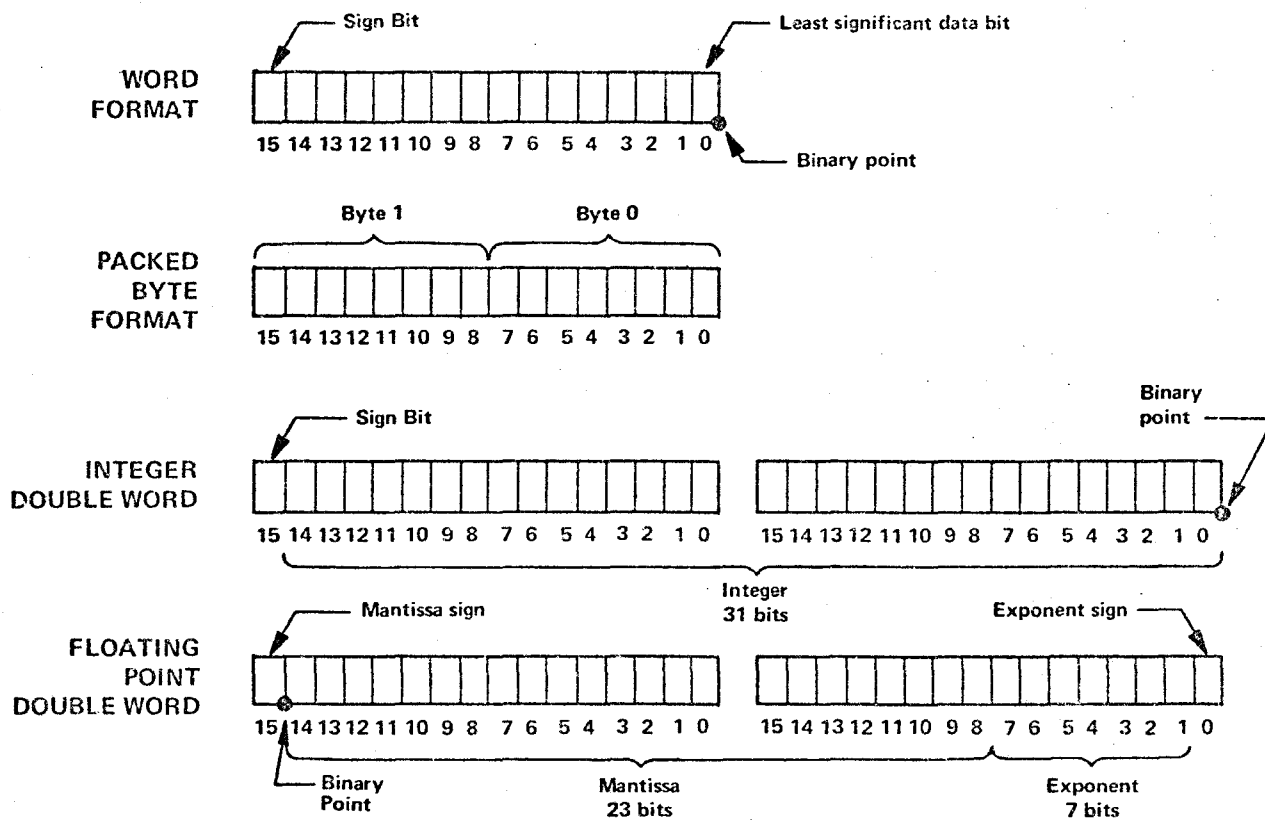 Sign Bit
Least significant data bit
WORD
FORMAT
15 14 13 12 11 10 9 8 7 6 5 4 3 2 1 0
Binary point
Byte 1 Byte 0
PACKED
BYTE
FORMAT
15 14 13 12 11 10 9 8 7 6 5 4 3 2 1 0
Sign Bit
Binary
point
INTEGER
DOUBLE WORD
15 14 13 12 11 10 9 8 7 6 5 4 3 2 1 0 15 14 13 12 11 10 9 8 7 6 5 4 3 2 1 0
Integer
31 bits
Mantissa sign
Exponent sign
FLOATING
POINT
DOUBLE WORD
15 14 13 12 11 10 9 8 7 6 5 4 3 2 1 0 15 14 13 12 11 10 9 8 7 6 5 4 3 2 1 0
Binary
Point
Mantissa
23 bits
Exponent
7 bits